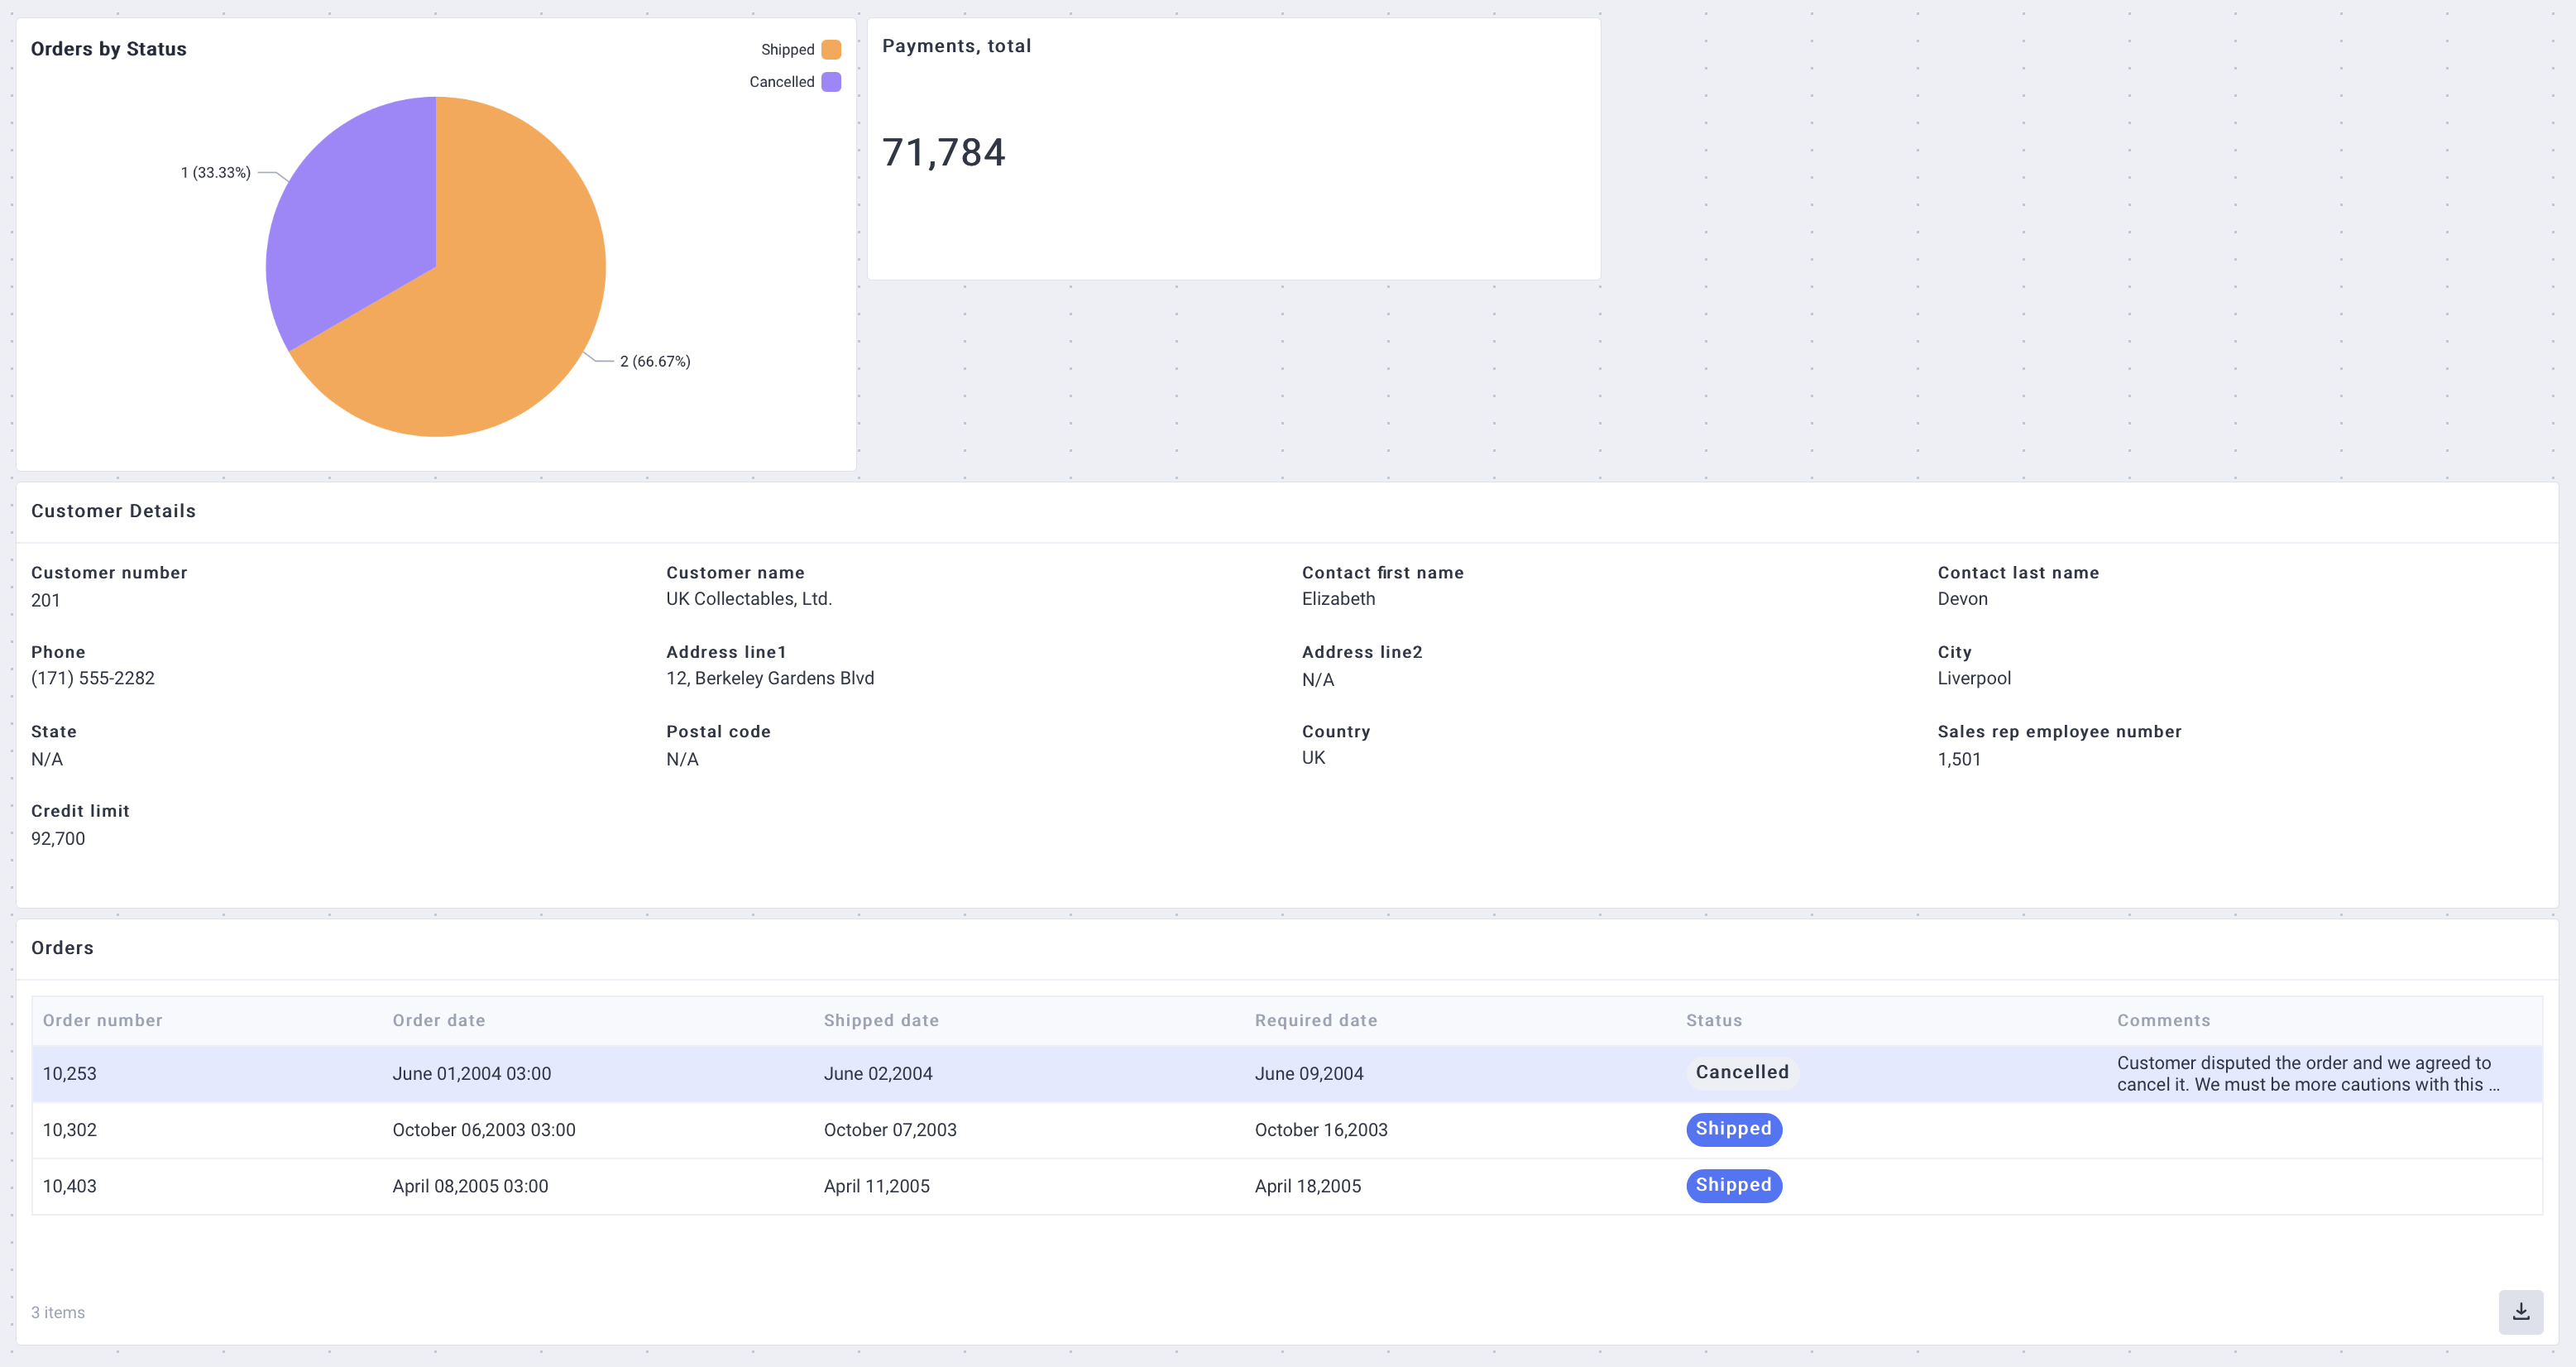 Orders by Status
Shipped
Cancelled
1 (33.33%)
2 (66.67%)
Payments, total
71,784
Customer Details
Customer number
201
Customer name
UK Collectables, Ltd.
Contact first name
Elizabeth
Contact last name
Devon
Phone
(171) 555-2282
Address line1
12, Berkeley Gardens Blvd
Address line2
N/A
City
Liverpool
State
N/A
Postal code
N/A
Country
UK
Sales rep employee number
1,501
Credit limit
92,700
Orders
Order number Order date Shipped date Required date Status Comments
10,253 June 01,2004 03:00 June 02,2004 June 09,2004 Cancelled Customer disputed the order and we agreed to
cancel it. We must be more cautions with this ...
10,302 October 06,2003 03:00 October 07,2003 October 16,2003 Shipped
10,403 April 08,2005 03:00 April 11,2005 April 18,2005 Shipped
3 items